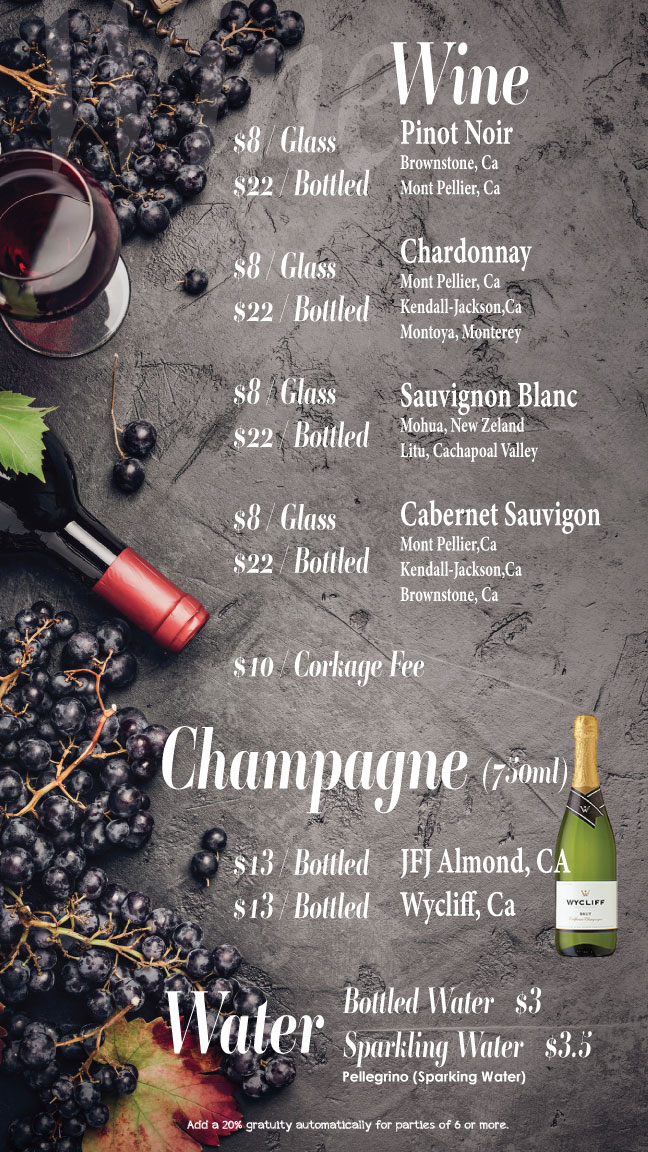 Wine
Wine
$8 / Glass
$22 / Bottled
Pinot Noir
Brownstone, Ca
Mont Pellier, Ca
$8 / Glass
$22 / Bottled
Chardonnay
Mont Pellier, Ca
Kendall-Jackson,Ca
Montoya, Monterey
$8 / Glass
$22 / Bottled
Sauvignon Blanc
Mohua, New Zeland
Litu, Cachapoal Valley
$8 / Glass
$22 / Bottled
Cabernet Sauvigon
Mont Pellier,Ca
Kendall-Jackson,Ca
Brownstone, Ca
$10 / Corkage Fee
Champagne (750ml)
$13 / Bottled JFJ Almond, CA
$13 / Bottled Wycliff, Ca
W
WYCLIFF
BRUT
Water
Bottled Water $3
Sparkling Water $3.5
Pellegrino (Sparking Water)
Add a 20% gratuity automatically for parties of 6 or more.